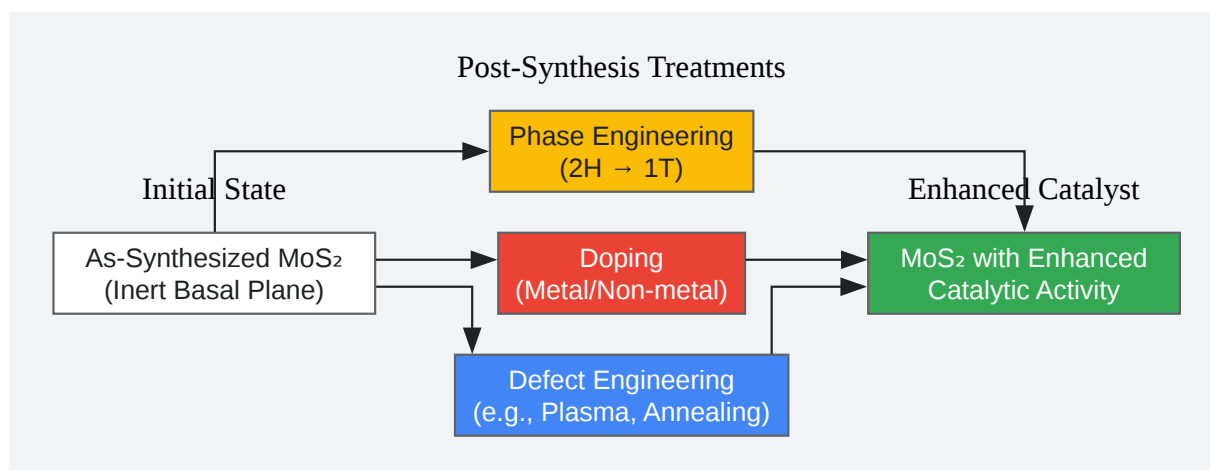 Post-Synthesis Treatments
Phase Engineering
(2H → 1T)
Initial State
Enhanced Catalyst
As-Synthesized MoS₂
(Inert Basal Plane)
Doping
(Metal/Non-metal)
MoS₂ with Enhanced
Catalytic Activity
Defect Engineering
(e.g., Plasma, Annealing)